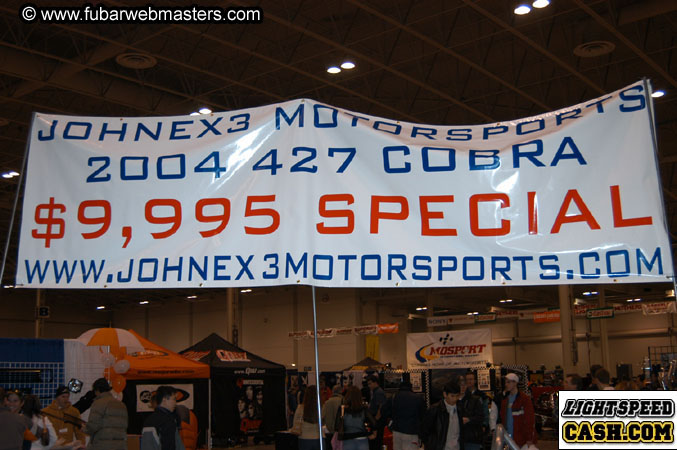 © www.fubarwebmasters.com
JOHNEX3 MOTORSPORTS
2004 427 COBRA
$9,995 SPECIAL
WWW.JOHNEX3MOTORSPORTS.COM
MOSPORT
LIGHTSPEED
CASH.COM